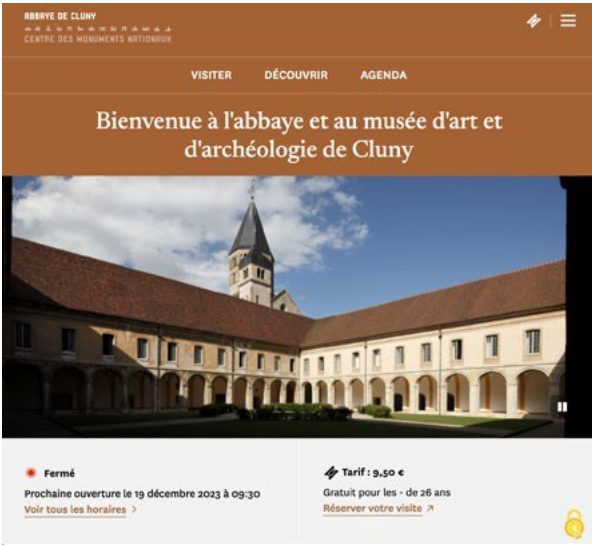 ABBAYE DE CLUNY
CENTRE DES MONUMENTS NATIONAUX
VISITER DÉCOUVRIR AGENDA
Bienvenue à l'abbaye et au musée d'art et
d'archéologie de Cluny
Fermé
Prochaine ouverture le 19 décembre 2023 à 09:30
Voir tous les horaires >
Tarif : 9,50 €
Gratuit pour les - de 26 ans
Réserver votre visite ↗